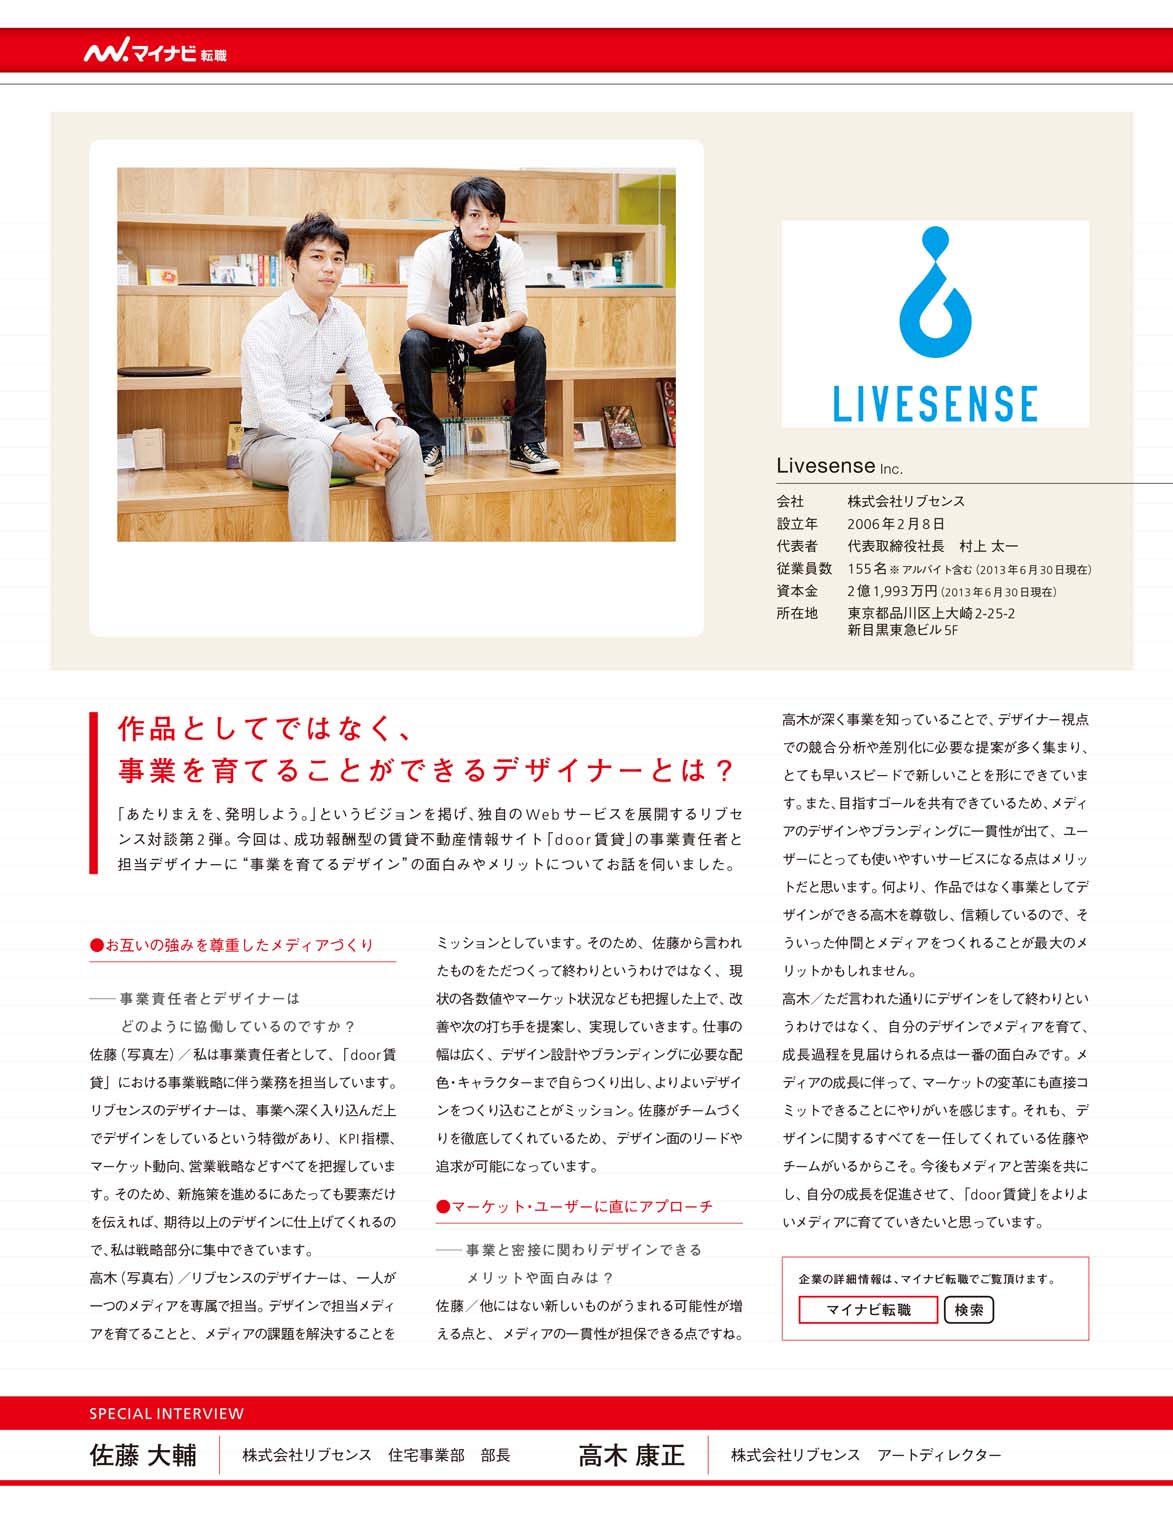 マイナビ転職
LIVESENSE
Livesense Inc.
会社 株式会社リブセンス
設立年 2006年2月8日
代表者 代表取締役社長 村上 太一
従業員数 155名※アルバイト含む(2013年6月30日現在)
資本金 2億1,993万円(2013年6月30日現在)
所在地 東京都品川区上大崎2-25-2
新目黒東急ビル5F
作品としてではなく、
事業を育てることができるデザイナーとは？
「あたりまえを、発明しよう。」というビジョンを掲げ、独自のWebサービスを展開するリブセ
ンス対談第2弾。今回は、成功報酬型の賃貸不動産情報サイト「door賃貸」の事業責任者と
担当デザイナーに“事業を育てるデザイン”の面白みやメリットについてお話を伺いました。
●お互いの強みを尊重したメディアづくり
── 事業責任者とデザイナーは
どのように協働しているのですか？
佐藤（写真左）／私は事業責任者として、「door賃
貸」における事業戦略に伴う業務を担当しています。
リブセンスのデザイナーは、事業へ深く入り込んだ上
でデザインをしているという特徴があり、KPI指標、
マーケット動向、営業戦略などすべてを把握していま
す。そのため、新施策を進めるにあたっても要素だけ
を伝えれば、期待以上のデザインに仕上げてくれるの
で、私は戦略部分に集中できています。
高木（写真右）／リブセンスのデザイナーは、一人が
一つのメディアを専属で担当。デザインで担当メディ
アを育てることと、メディアの課題を解決することを
ミッションとしています。そのため、佐藤から言われ
たものをただつくって終わりというわけではなく、現
状の各数値やマーケット状況なども把握した上で、改
善や次の打ち手を提案し、実現していきます。仕事の
幅は広く、デザイン設計やブランディングに必要な配
色・キャラクターまで自らつくり出し、よりよいデザイ
ンをつくり込むことがミッション。佐藤がチームづく
りを徹底してくれているため、デザイン面のリードや
追求が可能になっています。
●マーケット・ユーザーに直にアプローチ
── 事業と密接に関わりデザインできる
メリットや面白みは？
佐藤／他にはない新しいものがうまれる可能性が増
える点と、メディアの一貫性が担保できる点ですね。
高木が深く事業を知っていることで、デザイナー視点
での競合分析や差別化に必要な提案が多く集まり、
とても早いスピードで新しいことを形にできていま
す。また、目指すゴールを共有できているため、メディ
アのデザインやブランディングに一貫性が出て、ユー
ザーにとっても使いやすいサービスになる点はメリッ
トだと思います。何より、作品ではなく事業としてデ
ザインができる高木を尊敬し、信頼しているので、そ
ういった仲間とメディアをつくれることが最大のメ
リットかもしれません。
高木／ただ言われた通りにデザインをして終わりとい
うわけではなく、自分のデザインでメディアを育て、
成長過程を見届けられる点は一番の面白みです。メ
ディアの成長に伴って、マーケットの変革にも直接コ
ミットできることにやりがいを感じます。それも、デ
ザインに関するすべてを一任してくれている佐藤や
チームがいるからこそ。今後もメディアと苦楽を共に
し、自分の成長を促進させて、「door賃貸」をよりよ
いメディアに育てていきたいと思っています。
企業の詳細情報は、マイナビ転職でご覧頂けます。
マイナビ転職 検索
SPECIAL INTERVIEW
佐藤 大輔 株式会社リブセンス 住宅事業部 部長
高木 康正 株式会社リブセンス アートディレクター